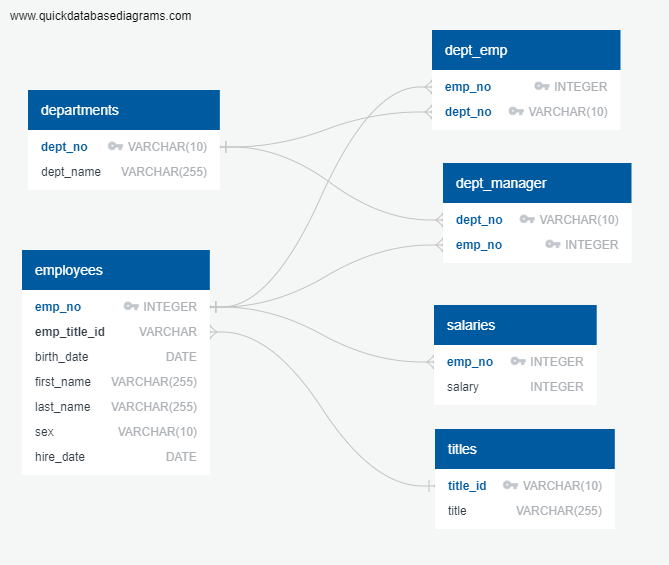 www.quickdatabasediagrams.com
departments
dept_no VARCHAR(10)
dept_name VARCHAR(255)
employees
emp_no INTEGER
emp_title_id VARCHAR
birth_date DATE
first_name VARCHAR(255)
last_name VARCHAR(255)
sex VARCHAR(10)
hire_date DATE
dept_emp
emp_no INTEGER
dept_no VARCHAR(10)
dept_manager
dept_no VARCHAR(10)
emp_no INTEGER
salaries
emp_no INTEGER
salary INTEGER
titles
title_id VARCHAR(10)
title VARCHAR(255)